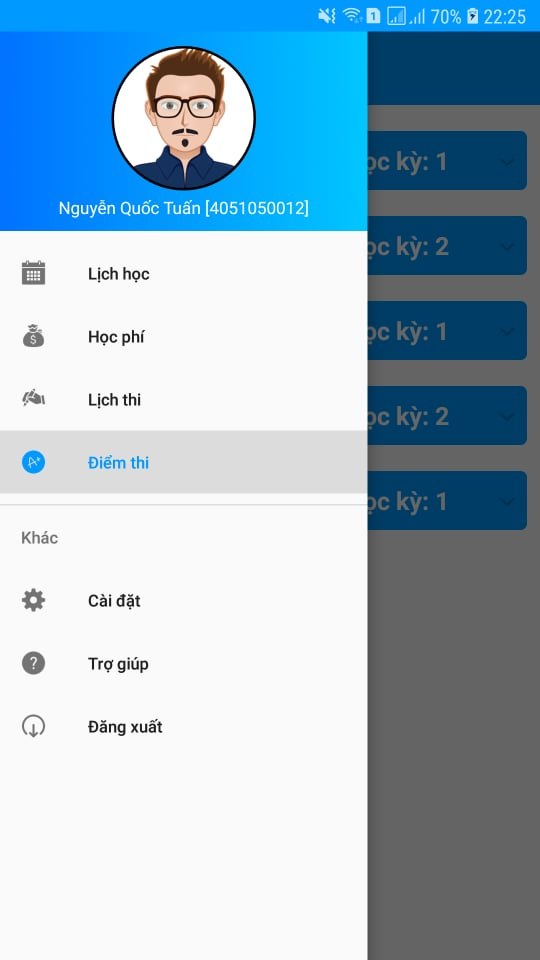 1 70% 22:25
Nguyễn Quốc Tuấn [4051050012]
Lịch học
Học phí
Lịch thi
Điểm thi
Khác
Cài đặt
Trợ giúp
Đăng xuất
ọc kỳ: 1
ọc kỳ: 2
ọc kỳ: 1
ọc kỳ: 2
ọc kỳ: 1